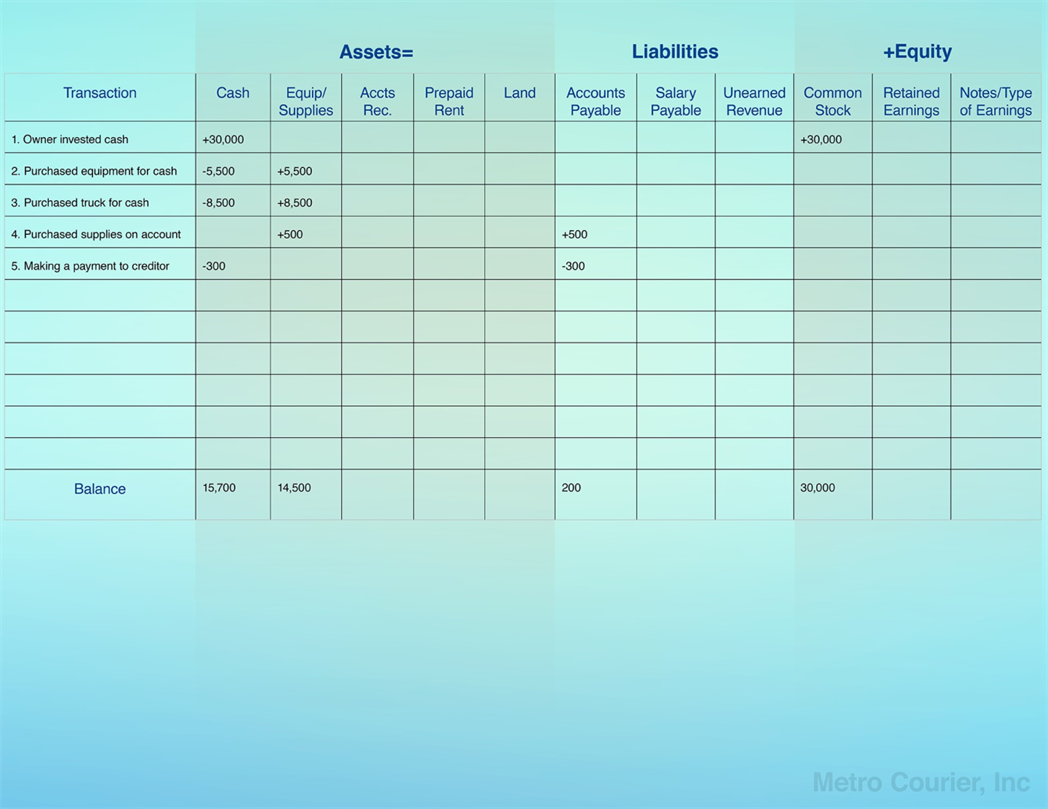 Assets= Liabilities +Equity
Transaction Cash Equip/ Supplies Accts Rec. Prepaid Rent Land Accounts Payable Salary Payable Unearned Revenue Common Stock Retained Earnings Notes/Type of Earnings
1. Owner invested cash +30,000 +30,000
2. Purchased equipment for cash -5,500 +5,500
3. Purchased truck for cash -8,500 +8,500
4. Purchased supplies on account +500 +500
5. Making a payment to creditor -300 -300
Balance 15,700 14,500 200 30,000
Metro Courier, Inc